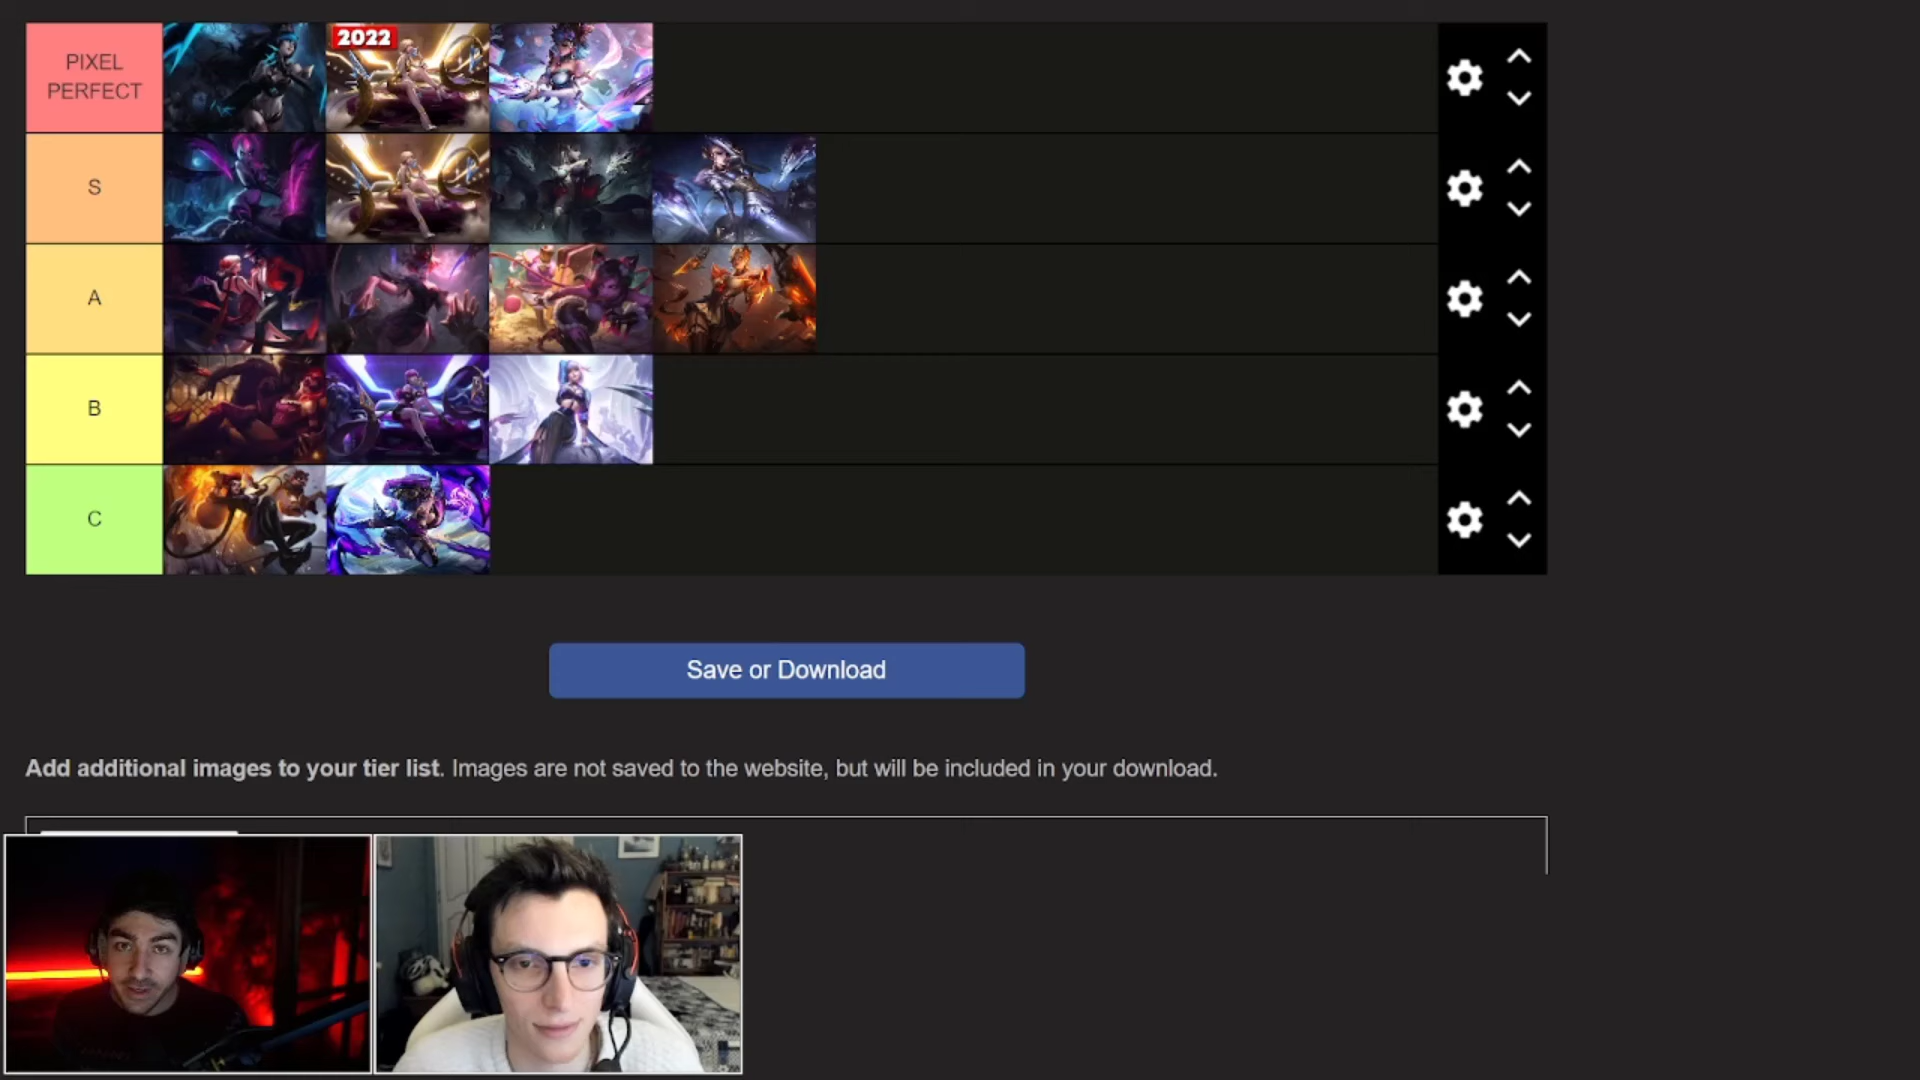 PIXEL
PERFECT
2022
S
A
B
C
Save or Download
Add additional images to your tier list. Images are not saved to the website, but will be included in your download.